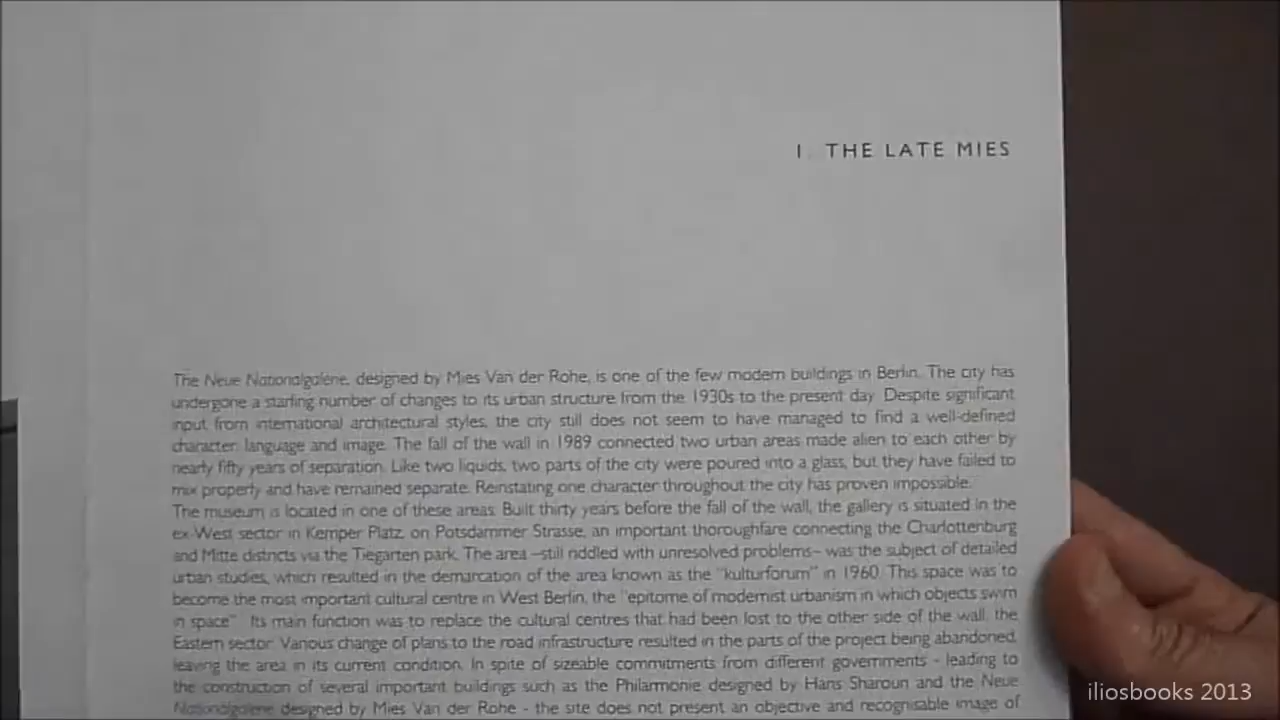 I. THE LATE MIES
The Neue Nationalgalerie, designed by Mies Van der Rohe, is one of the few modern buildings in Berlin. The city has
undergone a starling number of changes to its urban structure from the 1930s to the present day. Despite significant
input from international architectural styles, the city still does not seem to have managed to find a well-defined
character, language and image. The fall of the wall in 1989 connected two urban areas made alien to each other by
nearly fifty years of separation. Like two liquids, two parts of the city were poured into a glass, but they have failed to
mix properly and have remained separate. Reinstating one character throughout the city has proven impossible.
The museum is located in one of these areas. Built thirty years before the fall of the wall, the gallery is situated in the
ex-West sector in Kemper Platz, on Potsdammer Strasse, an important thoroughfare connecting the Charlottenburg
and Mitte districts via the Tiegarten park. The area –still riddled with unresolved problems– was the subject of detailed
urban studies, which resulted in the demarcation of the area known as the "kulturforum" in 1960. This space was to
become the most important cultural centre in West Berlin, the "epitome of modernist urbanism in which objects swim
in space". Its main function was to replace the cultural centres that had been lost to the other side of the wall, the
Eastern sector. Various change of plans to the road infrastructure resulted in the parts of the project being abandoned,
leaving the area in its current condition. In spite of sizeable commitments from different governments - leading to
the construction of several important buildings such as the Philarmonie designed by Hans Sharoun and the Neue
Nationalgalerie designed by Mies Van der Rohe - the site does not present an objective and recognisable image of
iliosbooks 2013